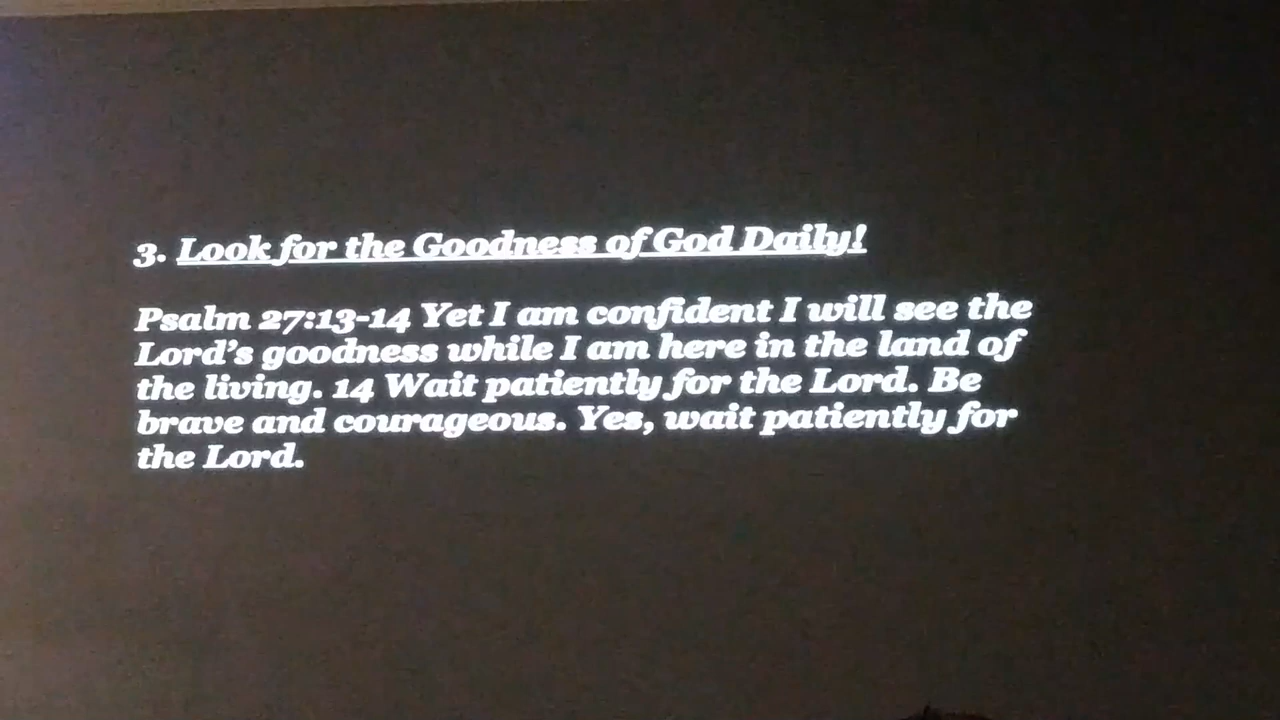 3. Look for the Goodness of God Daily!
Psalm 27:13-14 Yet I am confident I will see the
Lord’s goodness while I am here in the land of
the living. 14 Wait patiently for the Lord. Be
brave and courageous. Yes, wait patiently for
the Lord.